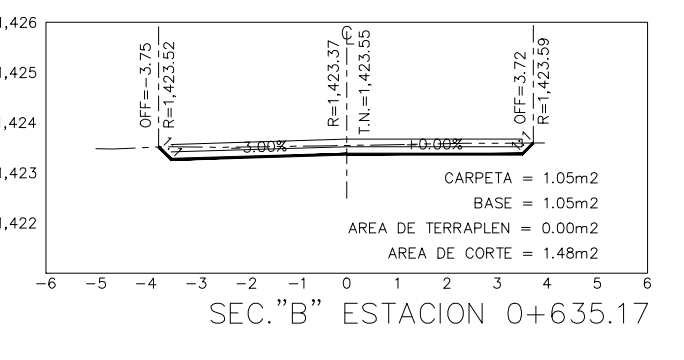 1,426
1,425
1,424
1,423
1,422
OFF=-3.75
R=1,423.52
R=1,423.37
T.N.=1,423.55
OFF=3.72
R=1,423.59
-3.00%
+0.00%
CARPETA = 1.05m2
BASE = 1.05m2
AREA DE TERRAPLEN = 0.00m2
AREA DE CORTE = 1.48m2
-6 -5 -4 -3 -2 -1 0 1 2 3 4 5 6
SEC."B" ESTACION 0+635.17